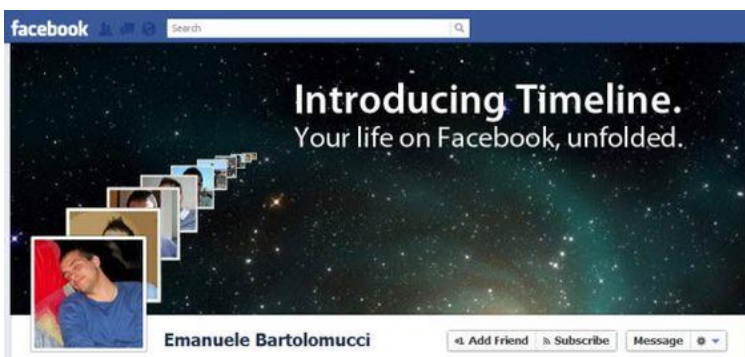 facebook
Search
Introducing Timeline.
Your life on Facebook, unfolded.
Emanuele Bartolomucci
Add Friend
Subscribe
Message